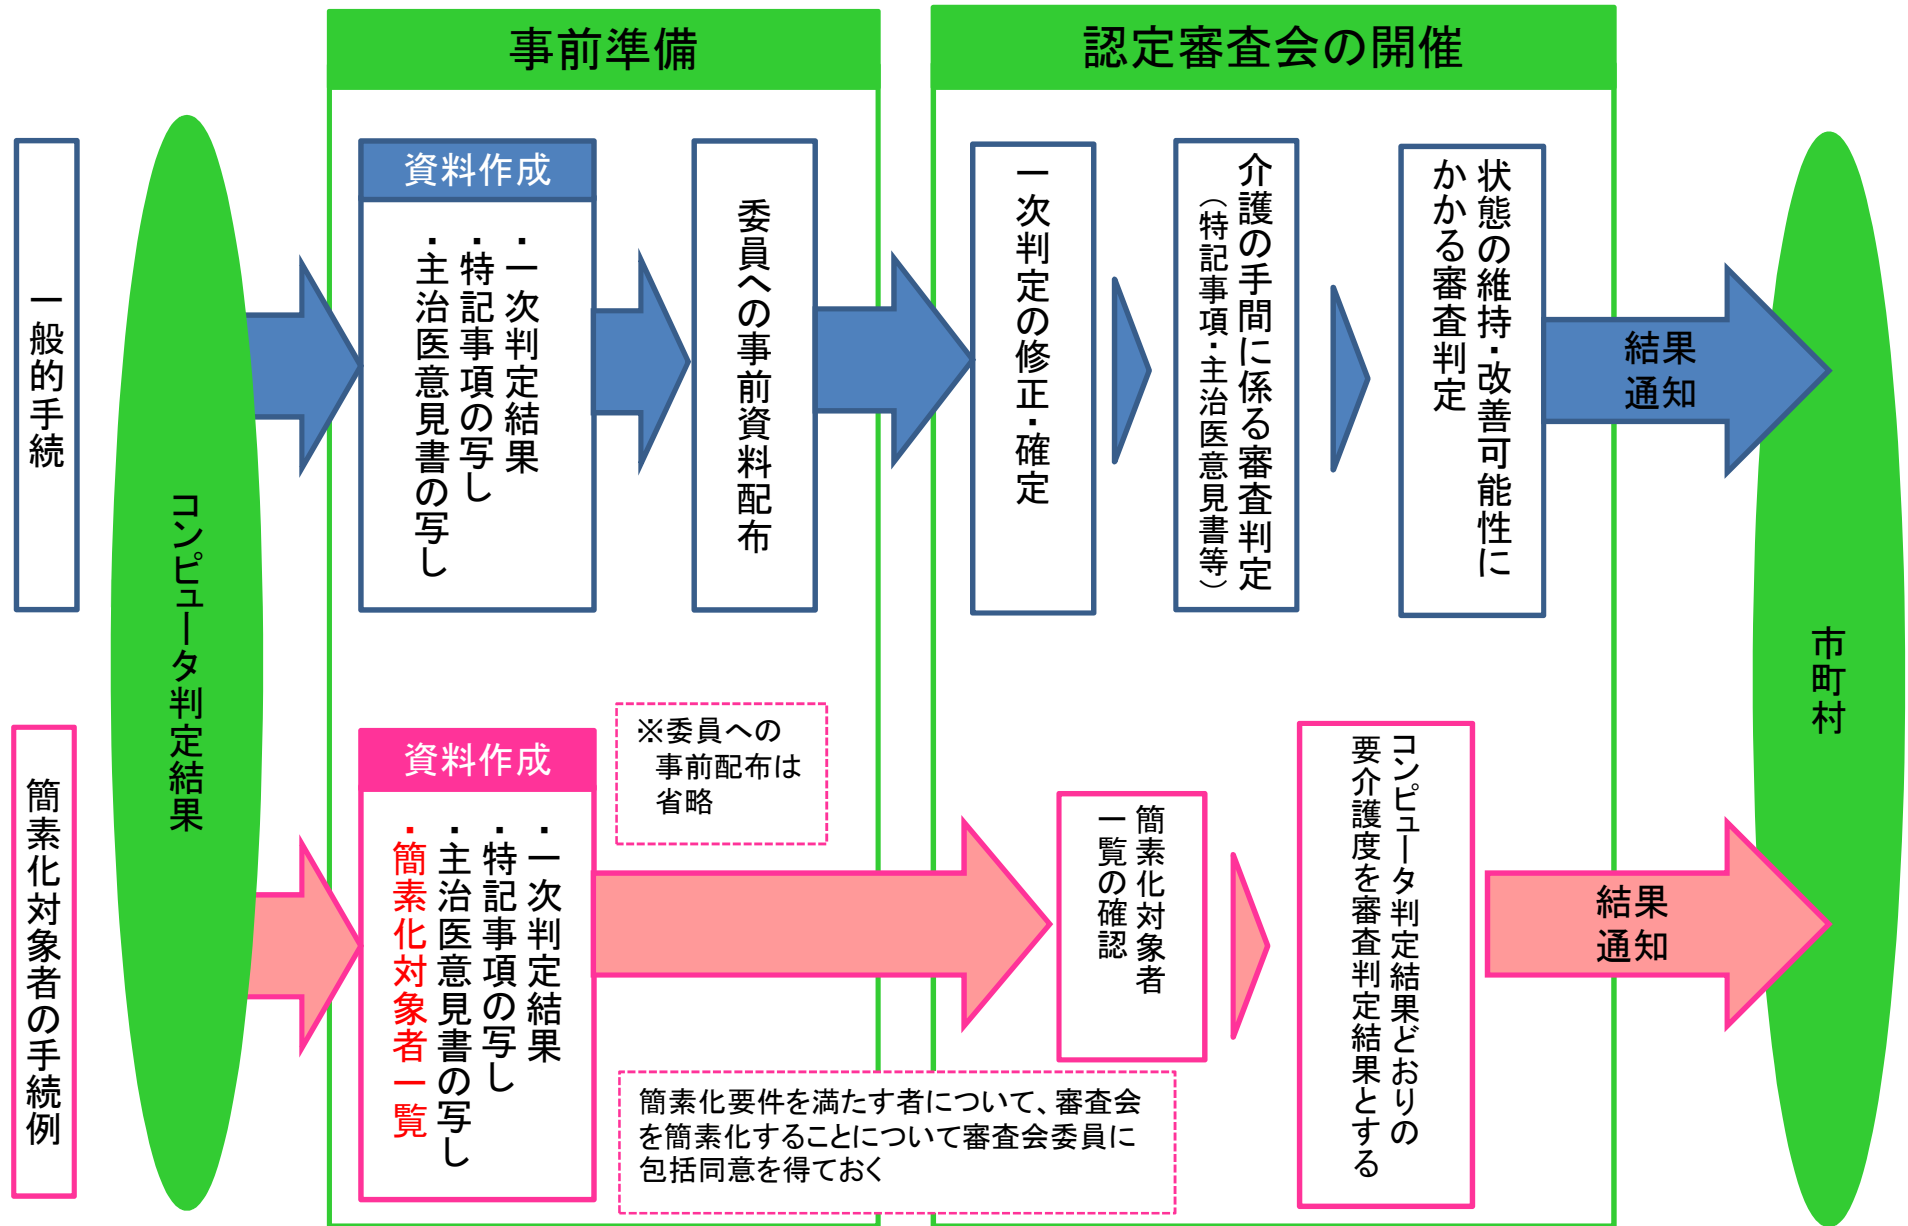 事前準備
認定審査会の開催
一般的手続
コンピュータ判定結果
資料作成
・一次判定結果
・特記事項の写し
・主治医意見書の写し
委員への事前資料配布
一次判定の修正・確定
介護の手間に係る審査判定
（特記事項・主治医意見書等）
状態の維持・改善可能性に
かかる審査判定
結果
通知
市町村
簡素化対象者の手続例
資料作成
・一次判定結果
・特記事項の写し
・主治医意見書の写し
・簡素化対象者一覧
※委員への
事前配布は
省略
簡素化要件を満たす者について、審査会
を簡素化することについて審査会委員に
包括同意を得ておく
簡素化対象者
一覧の確認
コンピュータ判定結果どおりの
要介護度を審査判定結果とする
結果
通知